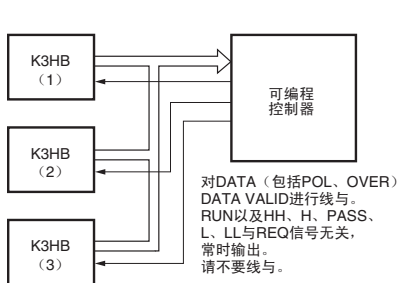 K3HB
（1）
可编程
控制器
K3HB
（2）
对DATA（包括POL、OVER）
DATA VALID进行线与。
RUN以及HH、H、PASS、
L、LL与REQ信号无关，
常时输出。
请不要线与。
K3HB
（3）